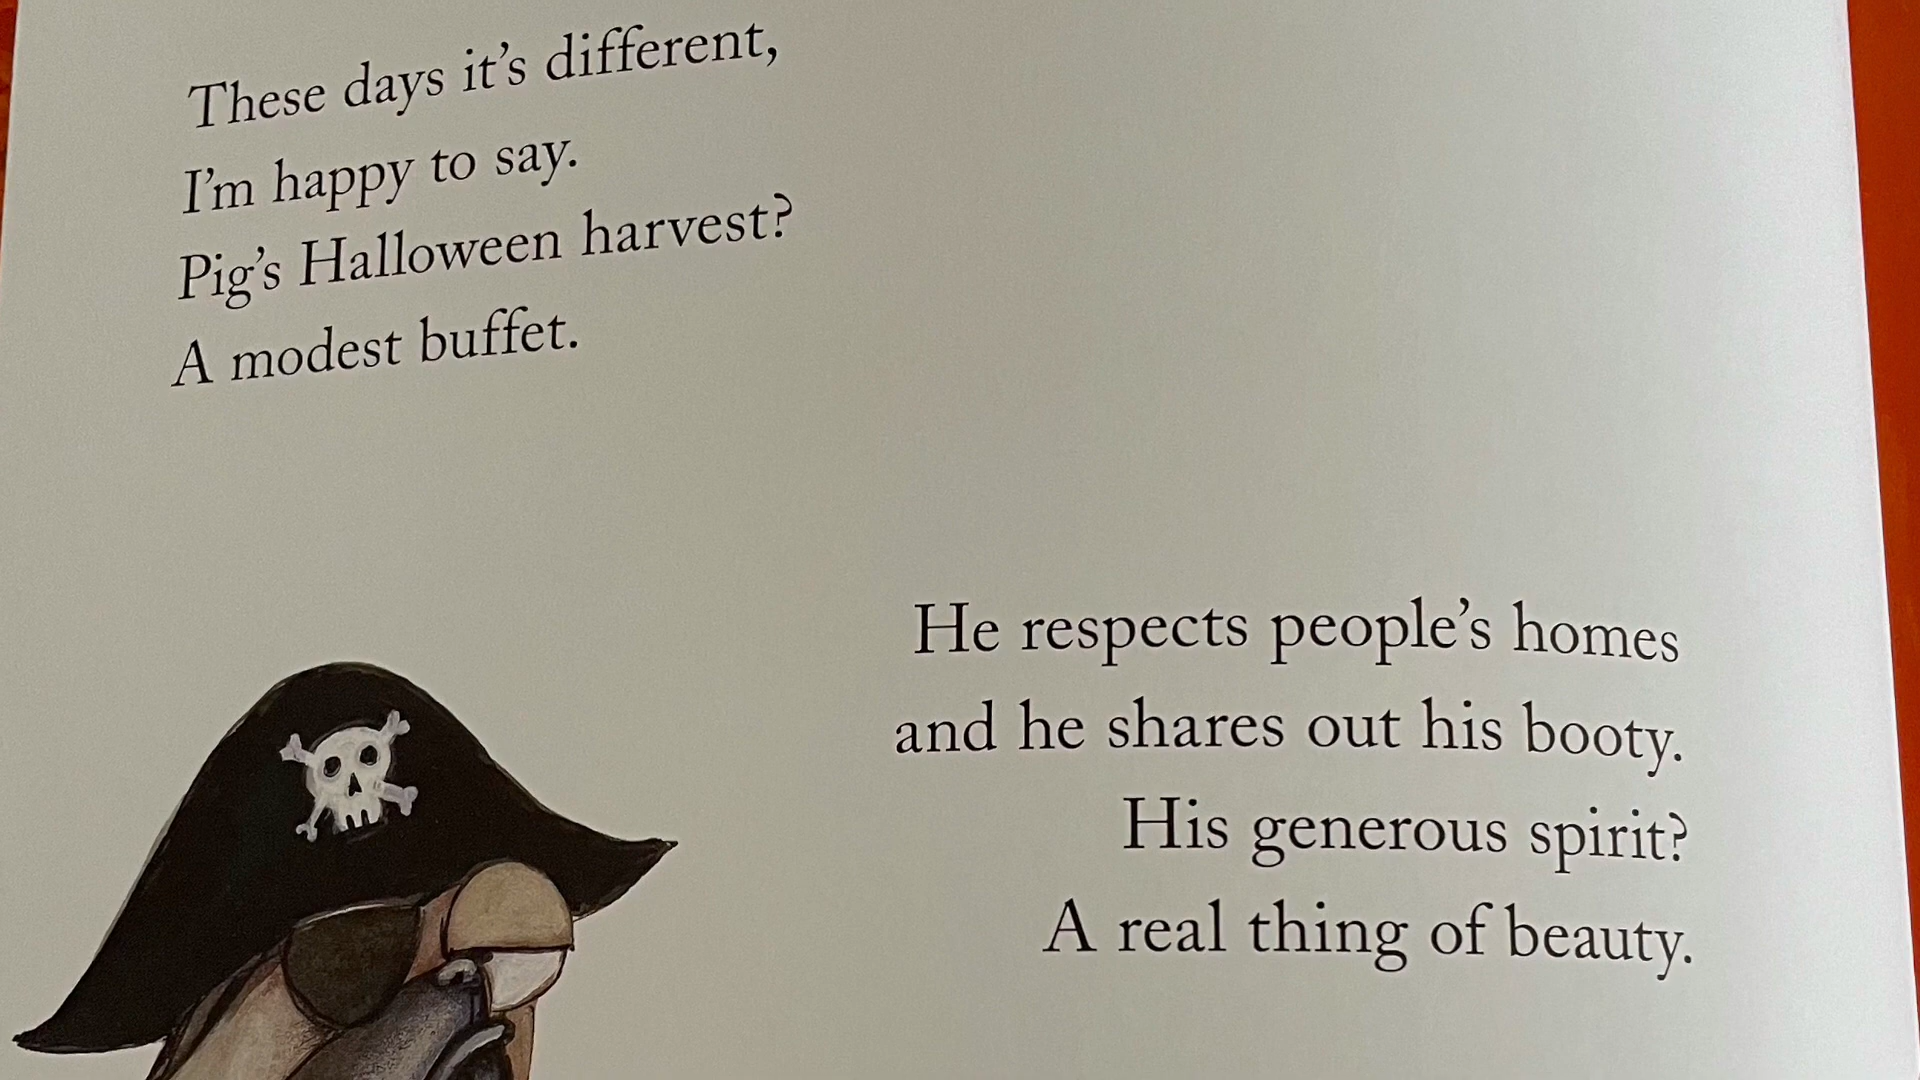 These days it’s different,
I’m happy to say.
Pig’s Halloween harvest?
A modest buffet.
He respects people’s homes
and he shares out his booty.
His generous spirit?
A real thing of beauty.